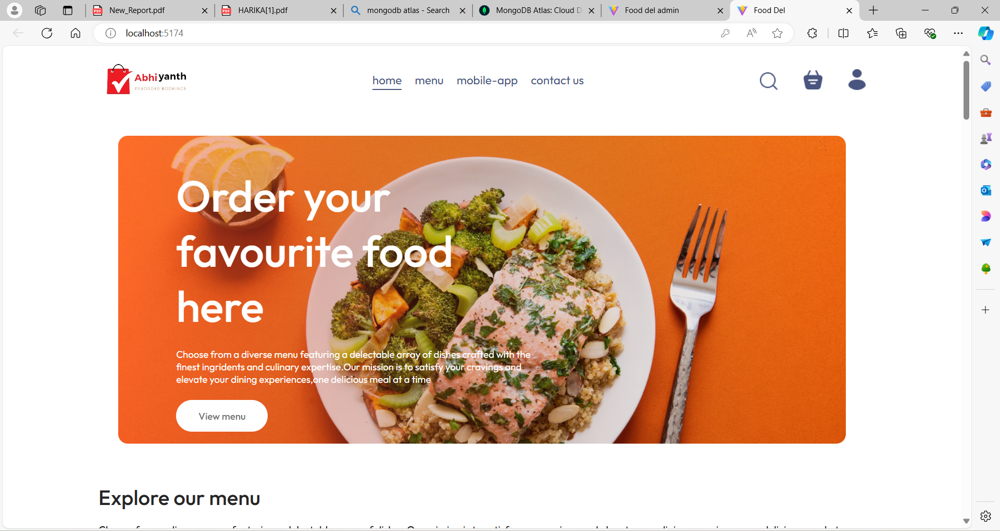 New_Report.pdf
HARIKA[1].pdf
mongodb atlas - Search
MongoDB Atlas: Cloud D
Food del admin
Food Del
localhost:5174
Abhiyanth
PREORDER BOOKINGS
home
menu
mobile-app
contact us
Order your
favourite food
here
Choose from a diverse menu featuring a delectable array of dishes crafted with the
finest ingridents and culinary expertise.Our mission is to satisfy your cravings and
elevate your dining experiences,one delicious meal at a time
View menu
Explore our menu